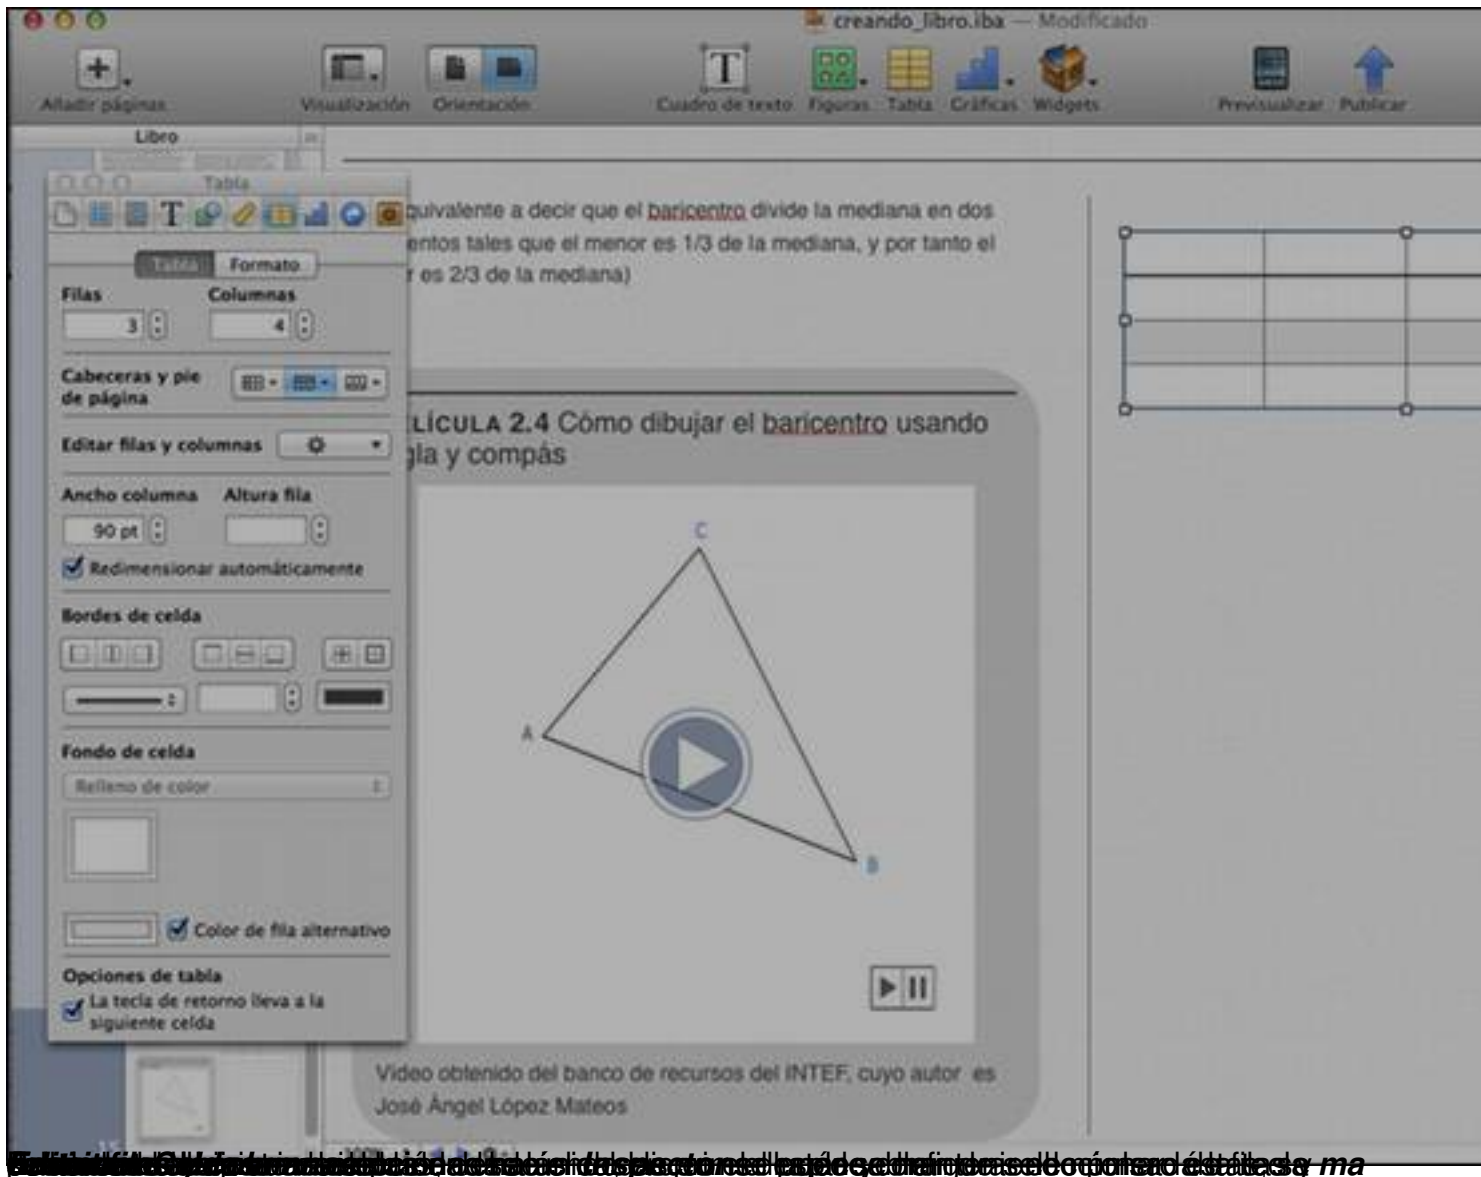 creando_libro.iba — Modificado
Añadir páginas Visualización Orientación Cuadro de texto Figuras Tabla Gráficas Widgets Previsualizar Publicar
Libro
Tabla
Tabla Formato
Filas Columnas
3 4
Cabeceras y pie
de página
Editar filas y columnas
Ancho columna Altura fila
90 pt
Redimensionar automáticamente
Bordes de celda
Fondo de celda
Relleno de color
Color de fila alternativo
Opciones de tabla
La tecla de retorno lleva a la
siguiente celda
quivalente a decir que el baricentro divide la mediana en dos
entos tales que el menor es 1/3 de la mediana, y por tanto el
r es 2/3 de la mediana)
LÍCULA 2.4 Cómo dibujar el baricentro usando
gla y compás
C
A
B
Video obtenido del banco de recursos del INTEF, cuyo autor es
José Ángel López Mateos